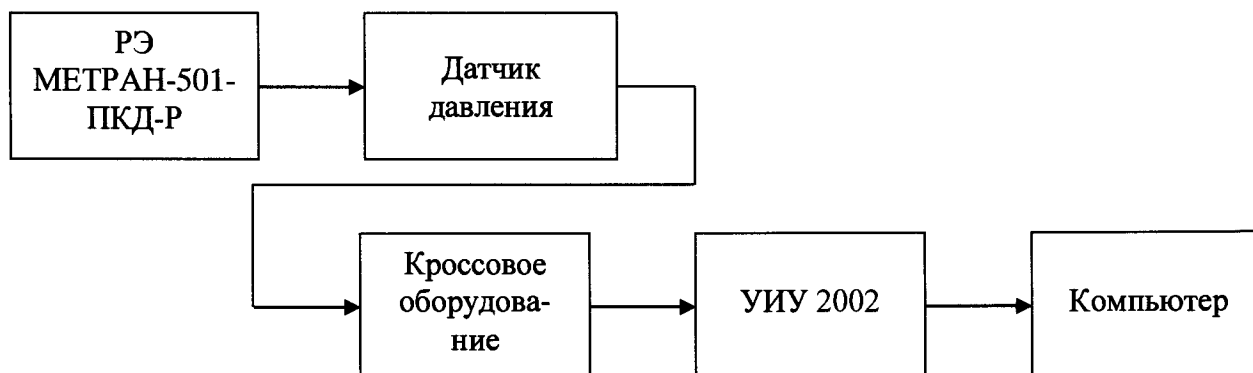 РЭ
МЕТРАН-501-
ПКД-Р
Датчик
давления
Кроссовое
оборудова-
ние
УИУ 2002
Компьютер